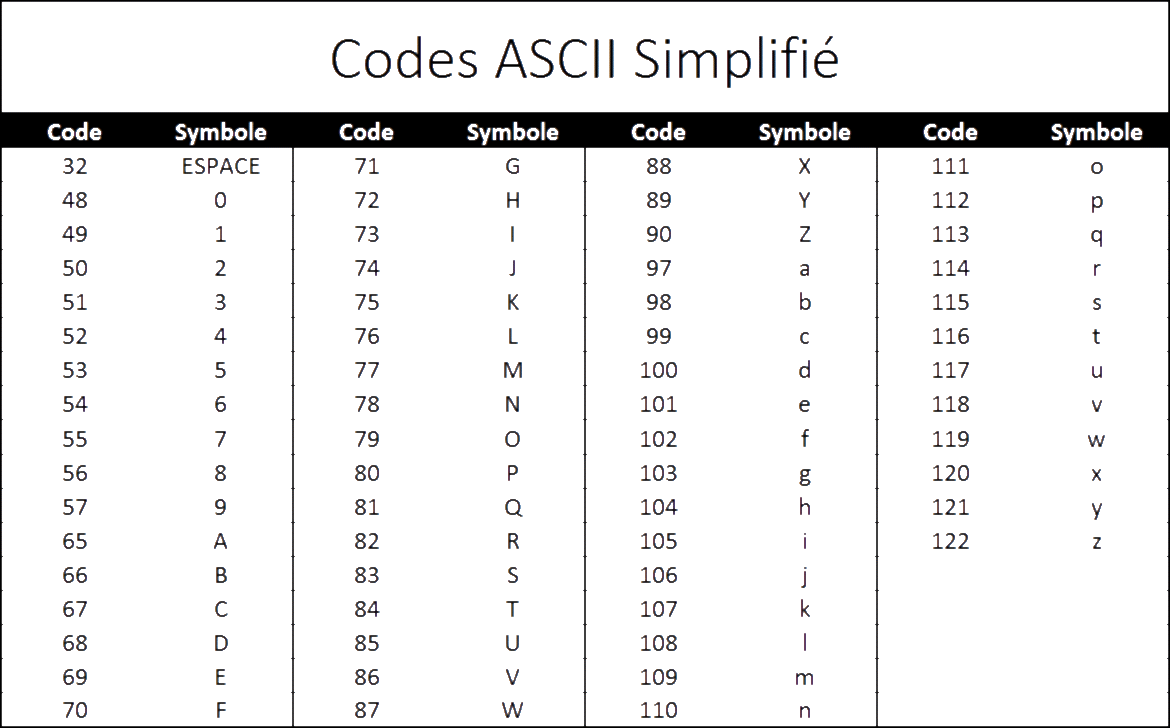 Codes ASCII Simplifié
Code Symbole Code Symbole Code Symbole Code Symbole
32 ESPACE 71 G 88 X 111 o
48 0 72 H 89 Y 112 p
49 1 73 I 90 Z 113 q
50 2 74 J 97 a 114 r
51 3 75 K 98 b 115 s
52 4 76 L 99 c 116 t
53 5 77 M 100 d 117 u
54 6 78 N 101 e 118 v
55 7 79 O 102 f 119 w
56 8 80 P 103 g 120 x
57 9 81 Q 104 h 121 y
65 A 82 R 105 i 122 z
66 B 83 S 106 j
67 C 84 T 107 k
68 D 85 U 108 l
69 E 86 V 109 m
70 F 87 W 110 n